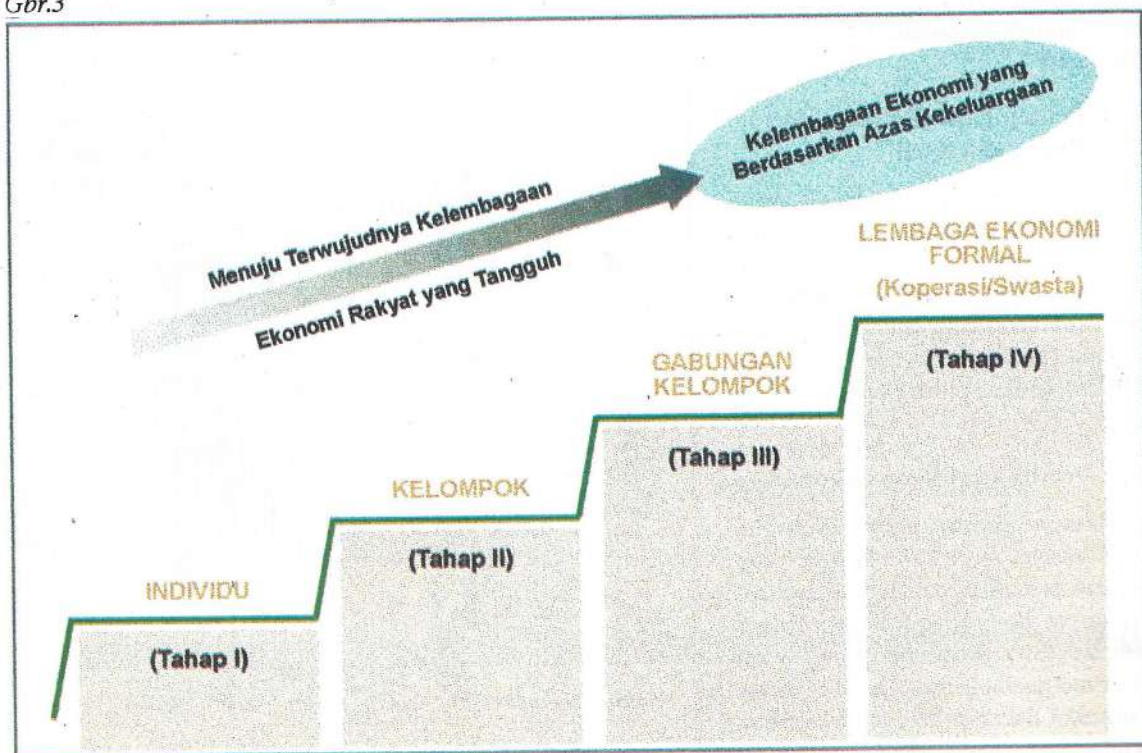 Gbr.3
Kelembagaan Ekonomi yang
Berdasarkan Azas Kekeluargaan
Menuju Terwujudnya Kelembagaan
Ekonomi Rakyat yang Tangguh
LEMBAGA EKONOMI
FORMAL
(Koperasi/Swasta)
(Tahap IV)
GABUNGAN
KELOMPOK
(Tahap III)
KELOMPOK
(Tahap II)
INDIVIDU
(Tahap I)